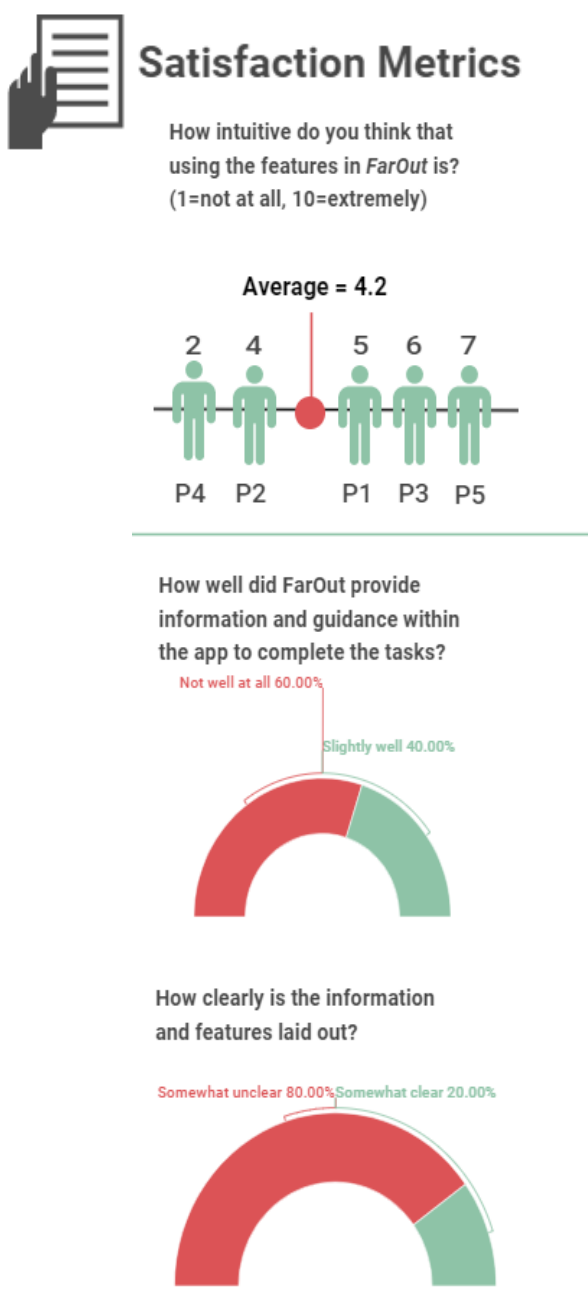 Satisfaction Metrics
How intuitive do you think that
using the features in FarOut is?
(1=not at all, 10=extremely)
Average = 4.2
2 4 5 6 7
P4 P2 P1 P3 P5
How well did FarOut provide
information and guidance within
the app to complete the tasks?
Not well at all 60.00%
Slightly well 40.00%
How clearly is the information
and features laid out?
Somewhat unclear 80.00% Somewhat clear 20.00%